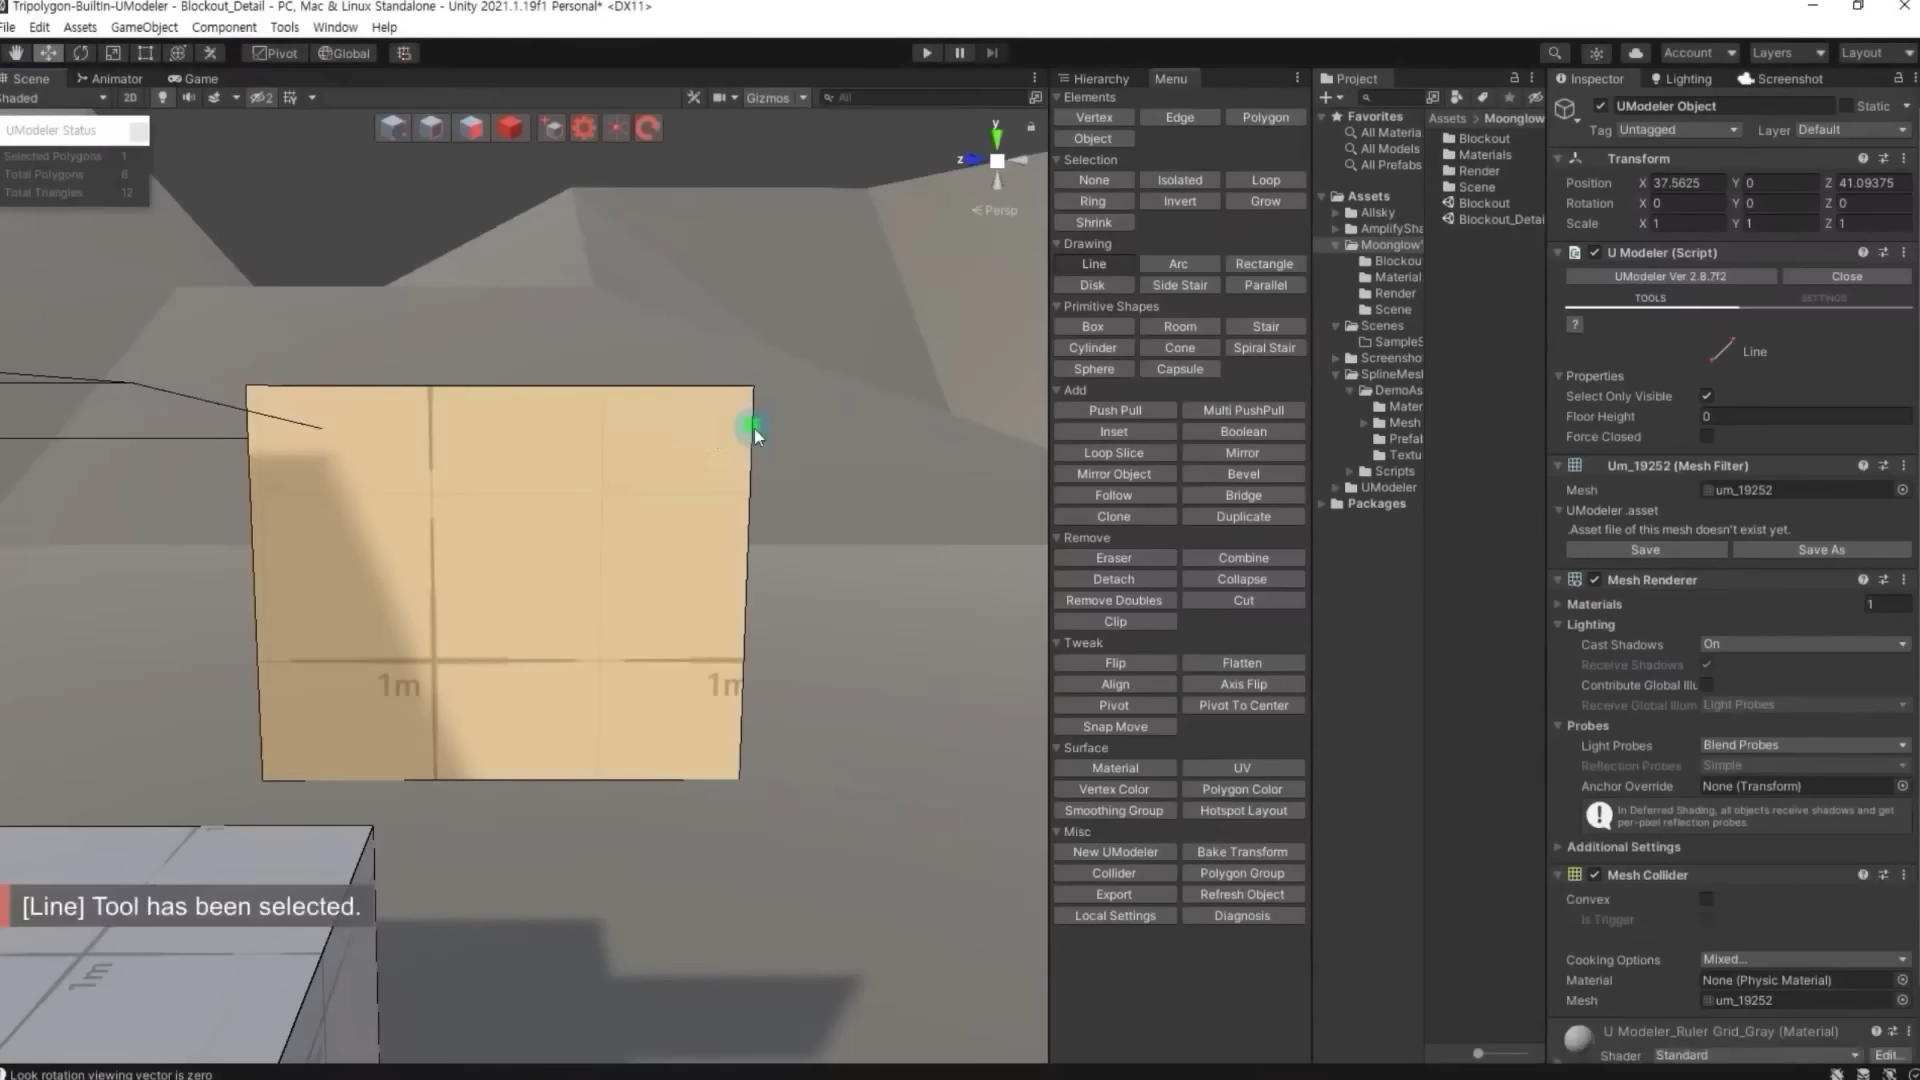 Tripolygon-BuiltIn-UModeler - Blockout_Detail - PC, Mac & Linux Standalone - Unity 2021.1.19f1 Personal* <DX11>
File Edit Assets GameObject Component Tools Window Help
Pivot Global
Account Layers Layout
Scene Animator Game
Shaded 2D 2 Gizmos All
UModeler Status
Selected Polygons 1
Total Polygons 6
Total Triangles 12
y
z
Persp
1m 1m
1m
[Line] Tool has been selected.
Look rotation viewing vector is zero
Hierarchy Menu
Elements
Vertex Edge Polygon
Object
Selection
None Isolated Loop
Ring Invert Grow
Shrink
Drawing
Line Arc Rectangle
Disk Side Stair Parallel
Primitive Shapes
Box Room Stair
Cylinder Cone Spiral Stair
Sphere Capsule
Add
Push Pull Multi PushPull
Inset Boolean
Loop Slice Mirror
Mirror Object Bevel
Follow Bridge
Clone Duplicate
Remove
Eraser Combine
Detach Collapse
Remove Doubles Cut
Clip
Tweak
Flip Flatten
Align Axis Flip
Pivot Pivot To Center
Snap Move
Surface
Material UV
Vertex Color Polygon Color
Smoothing Group Hotspot Layout
Misc
New UModeler Bake Transform
Collider Polygon Group
Export Refresh Object
Local Settings Diagnosis
Project
Favorites
All Materia
All Models
All Prefabs
Assets
Allsky
AmplifySha
Moonglow'
Blockou
Material
Render
Scene
Scenes
SampleS
Screensho
SplineMesl
DemoAs
Mater
Mesh
Prefab
Textu
Scripts
UModeler
Packages
Assets Moonglow
Blockout
Materials
Render
Scene
Blockout
Blockout_Detai
Inspector Lighting Screenshot
UModeler Object Static
Tag Untagged Layer Default
Transform
Position X 37.5625 Y 0 Z 41.09375
Rotation X 0 Y 0 Z 0
Scale X 1 Y 1 Z 1
U Modeler (Script)
UModeler Ver 2.8.7f2 Close
TOOLS SETTINGS
?
Line
Properties
Select Only Visible
Floor Height 0
Force Closed
Um_19252 (Mesh Filter)
Mesh um_19252
UModeler .asset
.Asset file of this mesh doesn't exist yet.
Save Save As
Mesh Renderer
Materials 1
Lighting
Cast Shadows On
Receive Shadows
Contribute Global Illu
Receive Global Illum Light Probes
Probes
Light Probes Blend Probes
Reflection Probes Simple
Anchor Override None (Transform)
In Deferred Shading, all objects receive shadows and get
per-pixel reflection probes.
Additional Settings
Mesh Collider
Convex
Is Trigger
Cooking Options Mixed...
Material None (Physic Material)
Mesh um_19252
U Modeler_Ruler Grid_Gray (Material)
Shader Standard Edit...